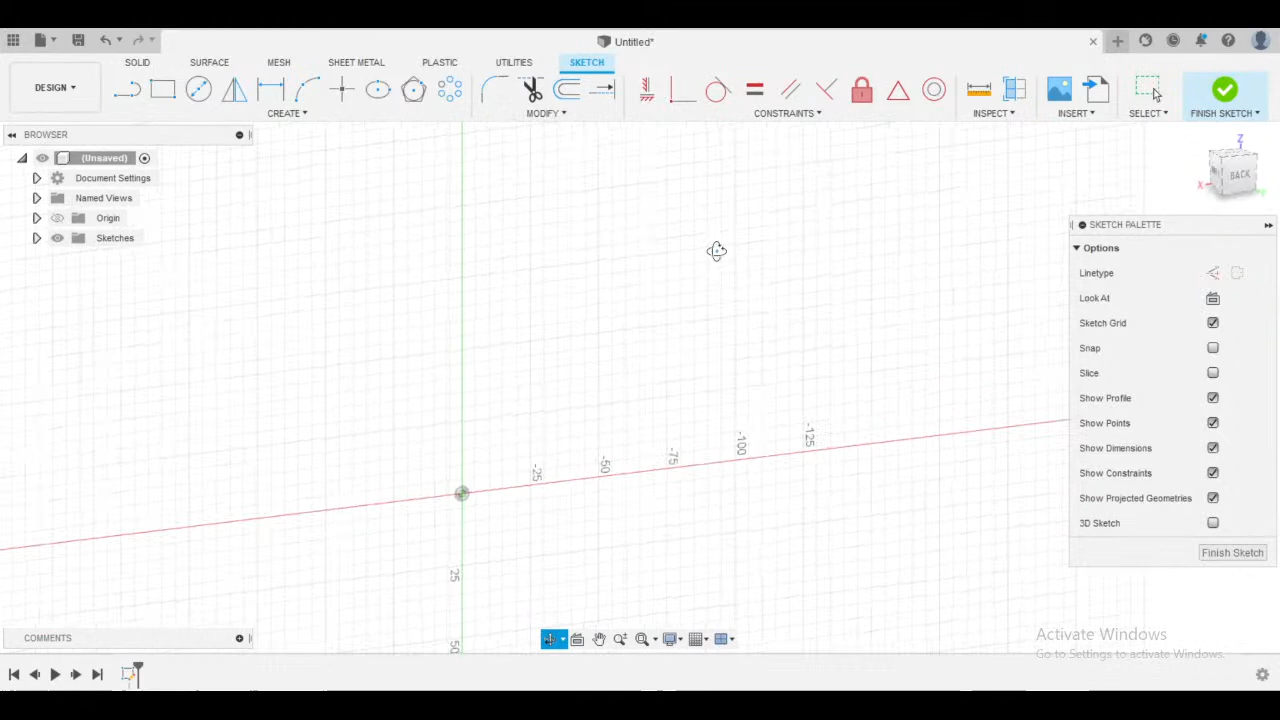 Untitled*
DESIGN
SOLID
SURFACE
MESH
SHEET METAL
PLASTIC
UTILITIES
SKETCH
CREATE
MODIFY
CONSTRAINTS
INSPECT
INSERT
SELECT
FINISH SKETCH
BROWSER
(Unsaved)
Document Settings
Named Views
Origin
Sketches
Z
BACK
X
Y
SKETCH PALETTE
Options
Linetype
Look At
Sketch Grid
Snap
Slice
Show Profile
Show Points
Show Dimensions
Show Constraints
Show Projected Geometries
3D Sketch
Finish Sketch
-125
-100
-75
-50
-25
25
50
COMMENTS
Activate Windows
Go to Settings to activate Windows.